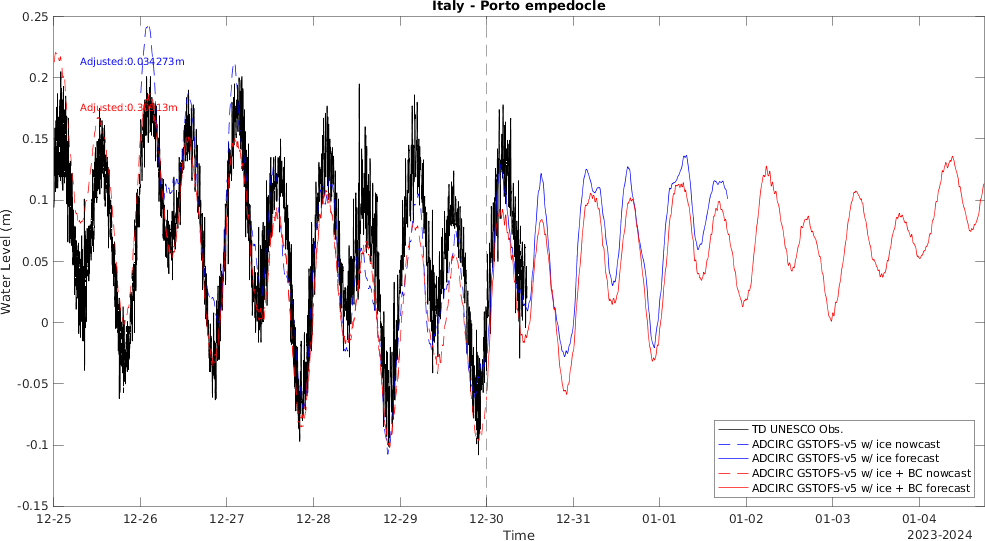 Italy - Porto empedocle
0.25
0.2
0.15
0.1
0.05
0
-0.05
-0.1
-0.15
Water Level (m)
Adjusted:0.034273m
12-25
12-26
12-27
12-28
12-29
12-30
12-31
01-01
01-02
01-03
01-04
Time
2023-2024
TD UNESCO Obs.
ADCIRC GSTOFS-v5 w/ ice nowcast
ADCIRC GSTOFS-v5 w/ ice forecast
ADCIRC GSTOFS-v5 w/ ice + BC nowcast
ADCIRC GSTOFS-v5 w/ ice + BC forecast